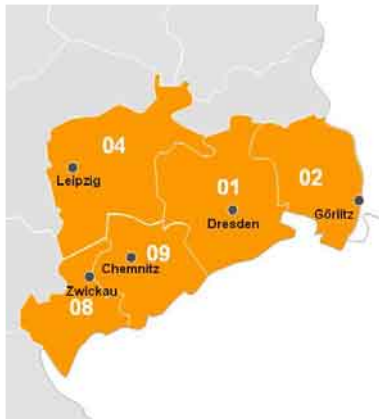 04
Leipzig
01
02
Dresden
Görlitz
09
Chemnitz
Zwickau
08